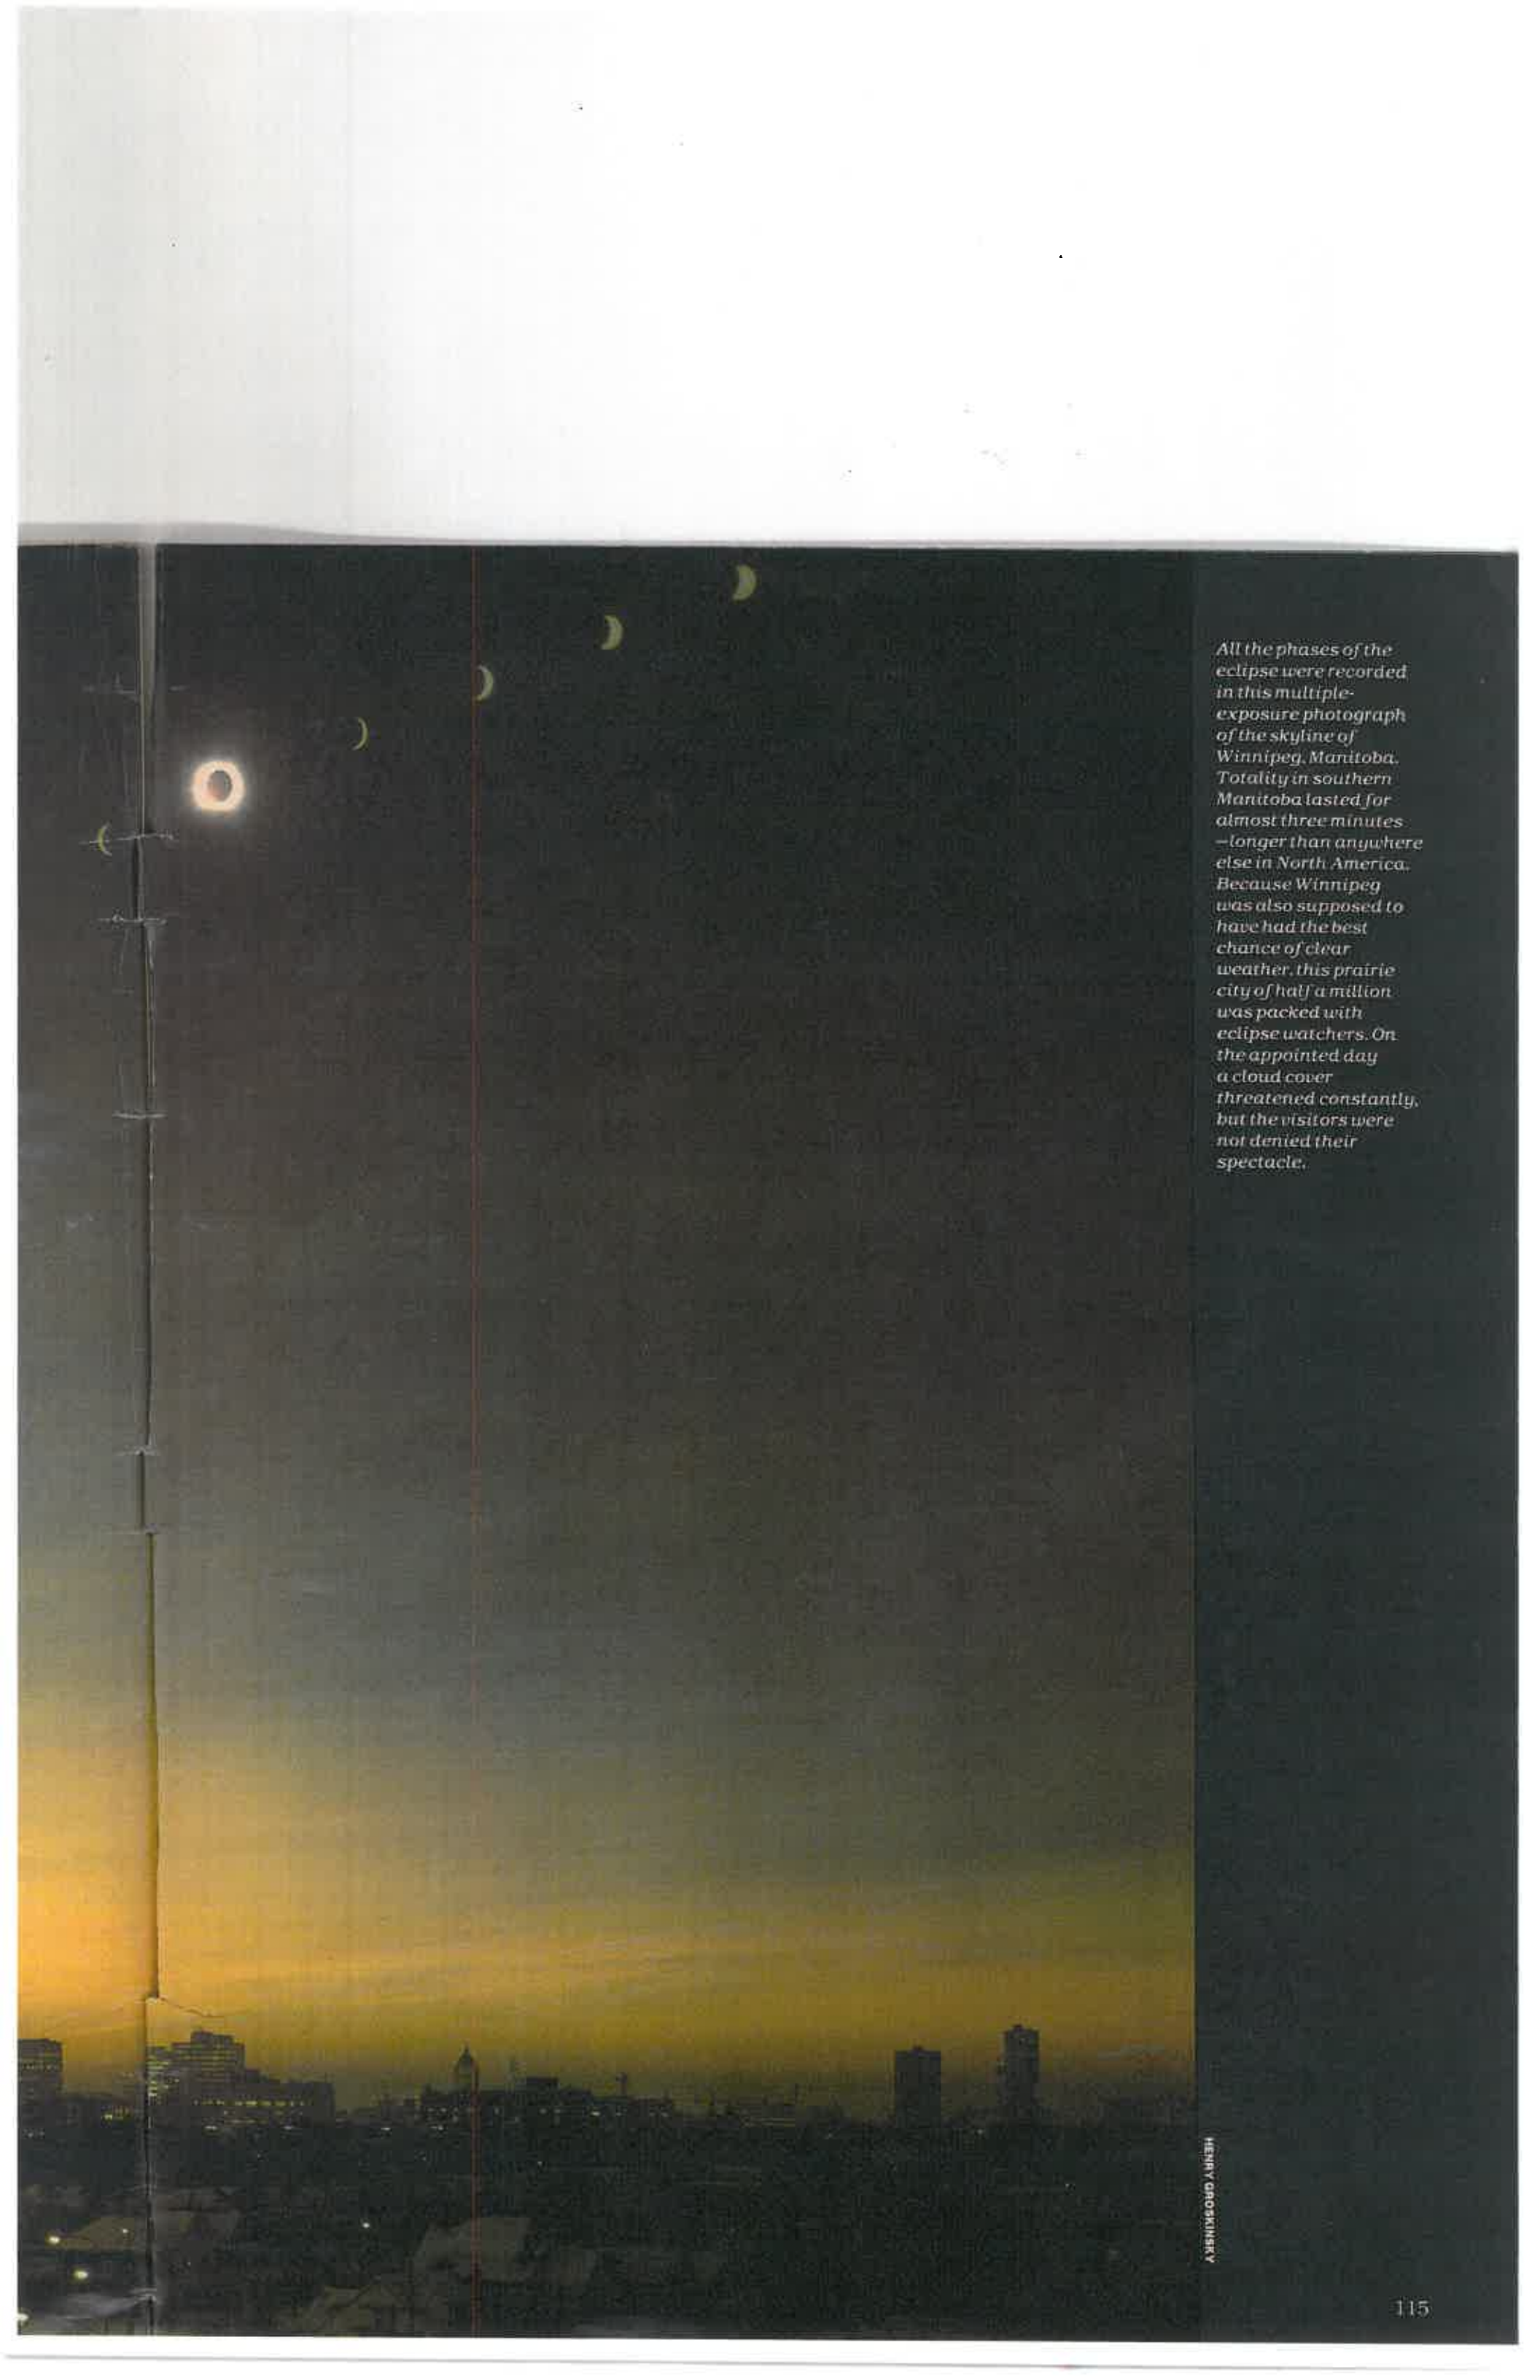 All the phases of the
eclipse were recorded
in this multiple-
exposure photograph
of the skyline of
Winnipeg, Manitoba.
Totality in southern
Manitoba lasted for
almost three minutes
—longer than anywhere
else in North America.
Because Winnipeg
was also supposed to
have had the best
chance of clear
weather, this prairie
city of half a million
was packed with
eclipse watchers. On
the appointed day
a cloud cover
threatened constantly,
but the visitors were
not denied their
spectacle.
HENRY GROSKINSKY
115